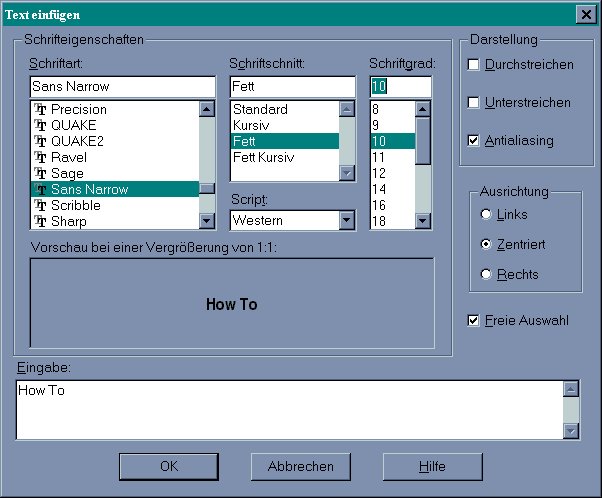 Text einfügen
Schrifteigenschaften
Schriftart:
Sans Narrow
Precision
QUAKE
QUAKE2
Ravel
Sage
Sans Narrow
Scribble
Sharp
Schriftschnitt:
Fett
Standard
Kursiv
Fett
Fett Kursiv
Script:
Western
Schriftgrad:
10
8
9
10
11
12
14
16
18
Vorschau bei einer Vergrößerung von 1:1:
How To
Darstellung
Durchstreichen
Unterstreichen
Antialiasing
Ausrichtung
Links
Zentriert
Rechts
Freie Auswahl
Eingabe:
How To
OK
Abbrechen
Hilfe